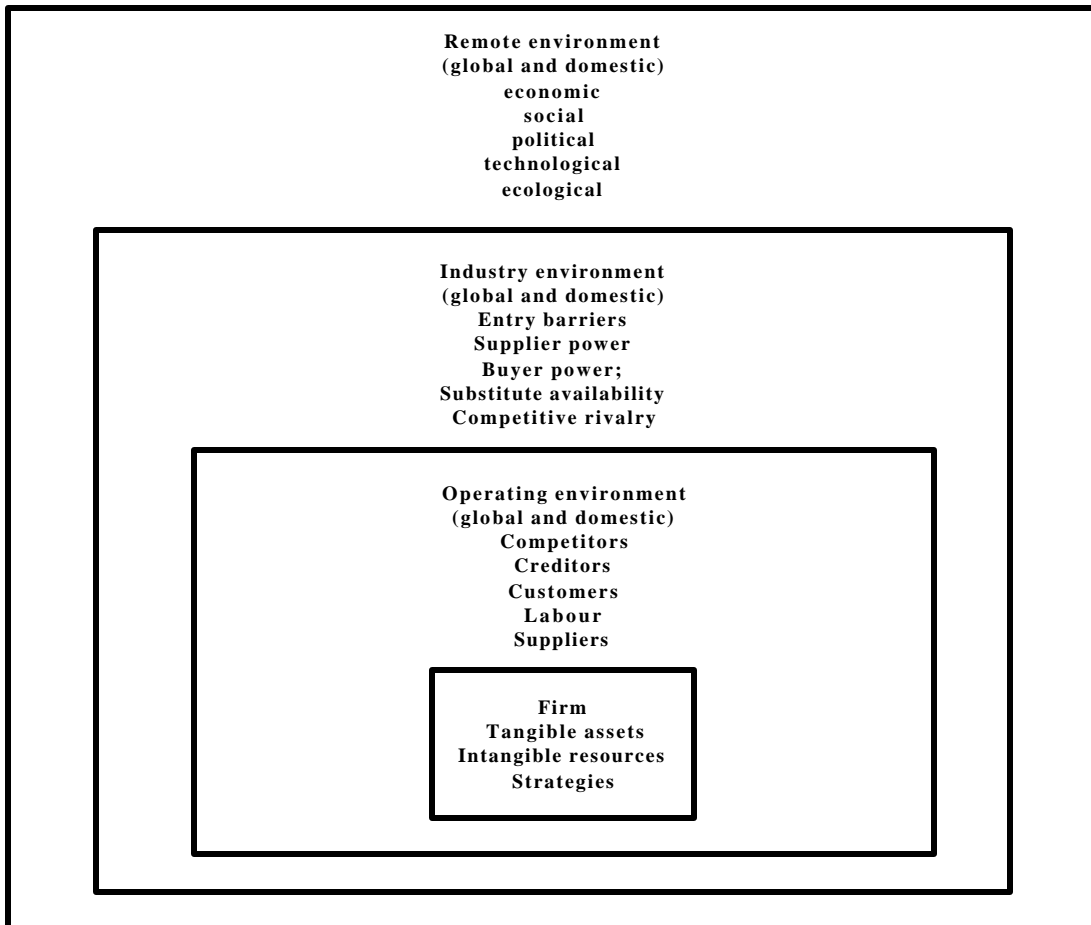 Remote environment
(global and domestic)
economic
social
political
technological
ecological
Industry environment
(global and domestic)
Entry barriers
Supplier power
Buyer power;
Substitute availability
Competitive rivalry
Operating environment
(global and domestic)
Competitors
Creditors
Customers
Labour
Suppliers
Firm
Tangible assets
Intangible resources
Strategies